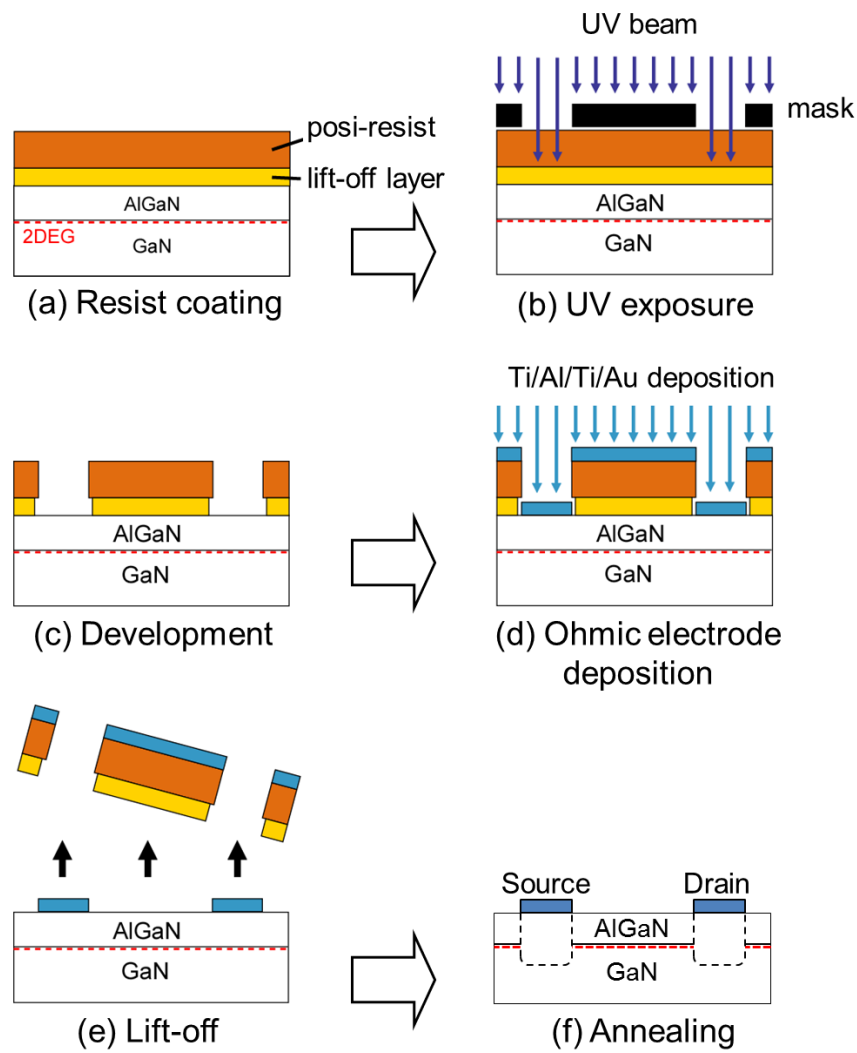 posi-resist
lift-off layer
AlGaN
2DEG
GaN
(a) Resist coating
UV beam
mask
AlGaN
GaN
(b) UV exposure
AlGaN
GaN
(c) Development
Ti/Al/Ti/Au deposition
AlGaN
GaN
(d) Ohmic electrode
deposition
AlGaN
GaN
(e) Lift-off
Source
Drain
AlGaN
GaN
(f) Annealing